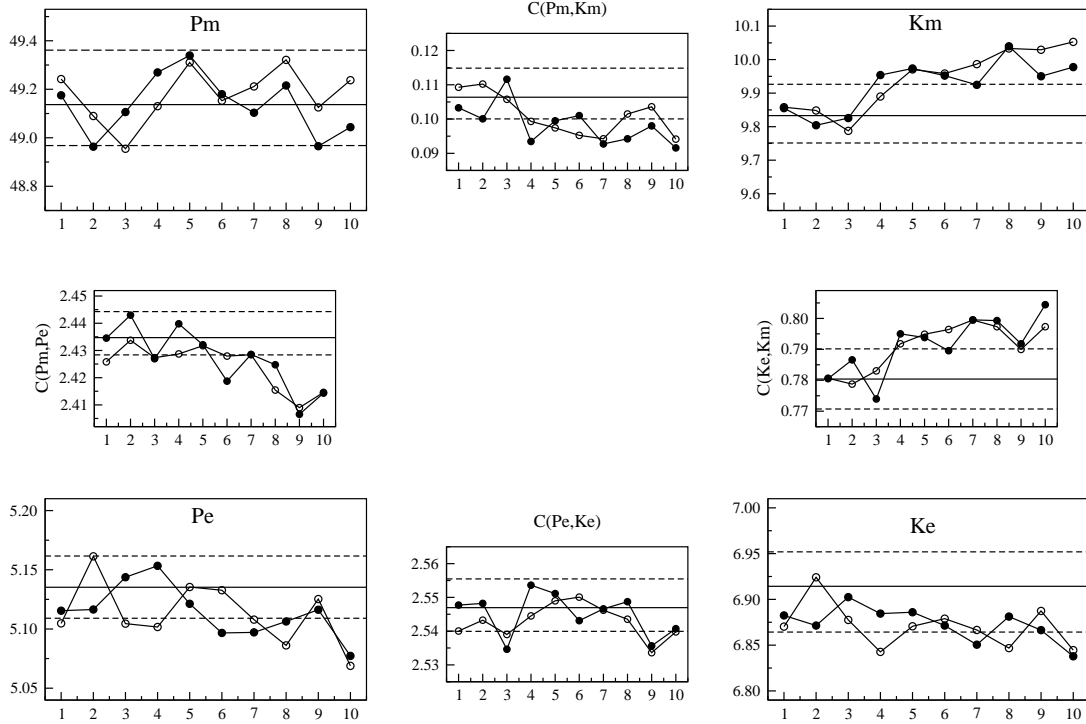 Pm
49.4
49.2
49.0
48.8
1 2 3 4 5 6 7 8 9 10
C(Pm,Km)
0.12
0.11
0.10
0.09
1 2 3 4 5 6 7 8 9 10
Km
10.1
10.0
9.9
9.8
9.7
9.6
1 2 3 4 5 6 7 8 9 10
C(Pm,Pe)
2.45
2.44
2.43
2.42
2.41
1 2 3 4 5 6 7 8 9 10
C(Ke,Km)
0.80
0.79
0.78
0.77
1 2 3 4 5 6 7 8 9 10
Pe
5.20
5.15
5.10
5.04
1 2 3 4 5 6 7 8 9 10
C(Pe,Ke)
2.56
2.55
2.54
2.53
1 2 3 4 5 6 7 8 9 10
Ke
7.00
6.95
6.90
6.85
6.80
1 2 3 4 5 6 7 8 9 10